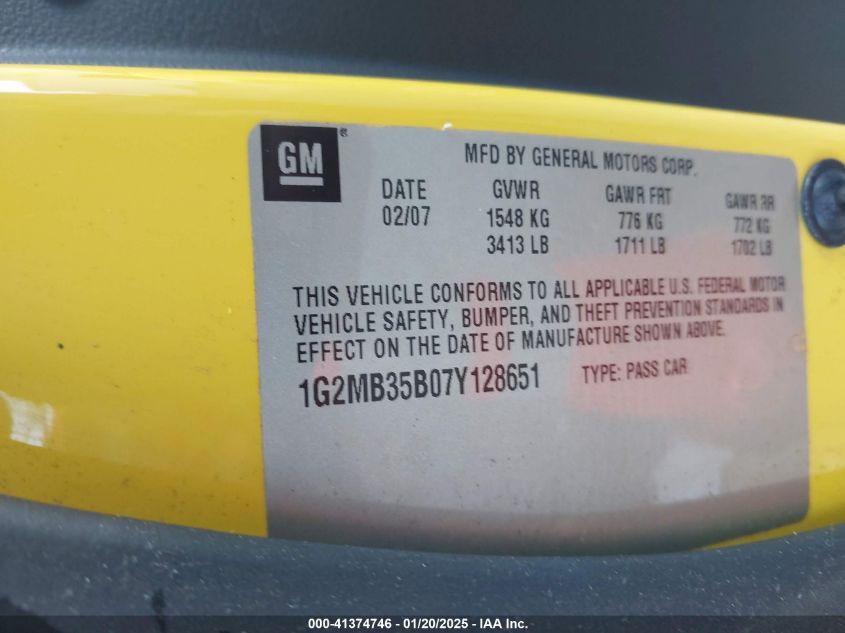 GM ®
MFD BY GENERAL MOTORS CORP.
DATE GVWR GAWR FRT GAWR RR
02/07 1548 KG 776 KG 772 KG
3413 LB 1711 LB 1702 LB
THIS VEHICLE CONFORMS TO ALL APPLICABLE U.S. FEDERAL MOTOR
VEHICLE SAFETY, BUMPER, AND THEFT PREVENTION STANDARDS IN
EFFECT ON THE DATE OF MANUFACTURE SHOWN ABOVE.
1G2MB35B07Y128651 TYPE: PASS CAR
000-41374746 - 01/20/2025 - IAA Inc.